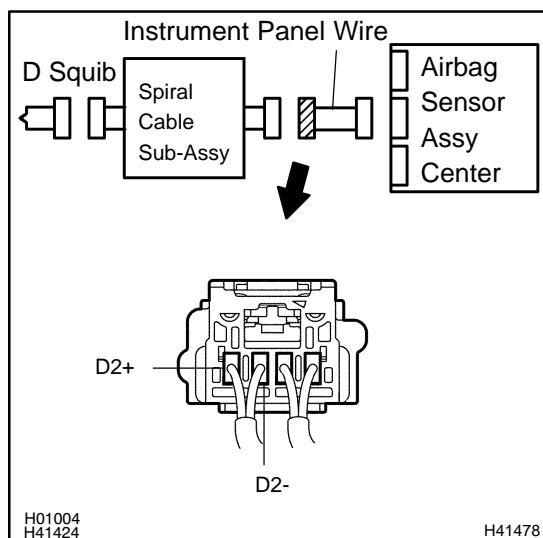 Instrument Panel Wire
D Squib
Spiral
Cable
Sub-Assy
Airbag
Sensor
Assy
Center
D2+
D2-
H01004
H41424
H41478